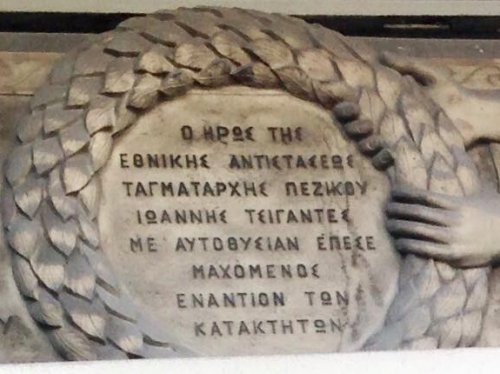 Ο ΗΡΩΣ ΤΗΣ
ΕΘΝΙΚΗΣ ΑΝΤΙΣΤΑΣΕΩΣ
ΤΑΓΜΑΤΑΡΧΗΣ ΠΕΖΙΚΟΥ
ΙΩΑΝΝΗΣ ΤΣΙΓΑΝΤΕΣ
ΜΕ ΑΥΤΟΘΥΣΙΑΝ ΕΠΕΣΕ
ΜΑΧΟΜΕΝΟΣ
ΕΝΑΝΤΙΟΝ ΤΩΝ
ΚΑΤΑΚΤΗΤΩΝ